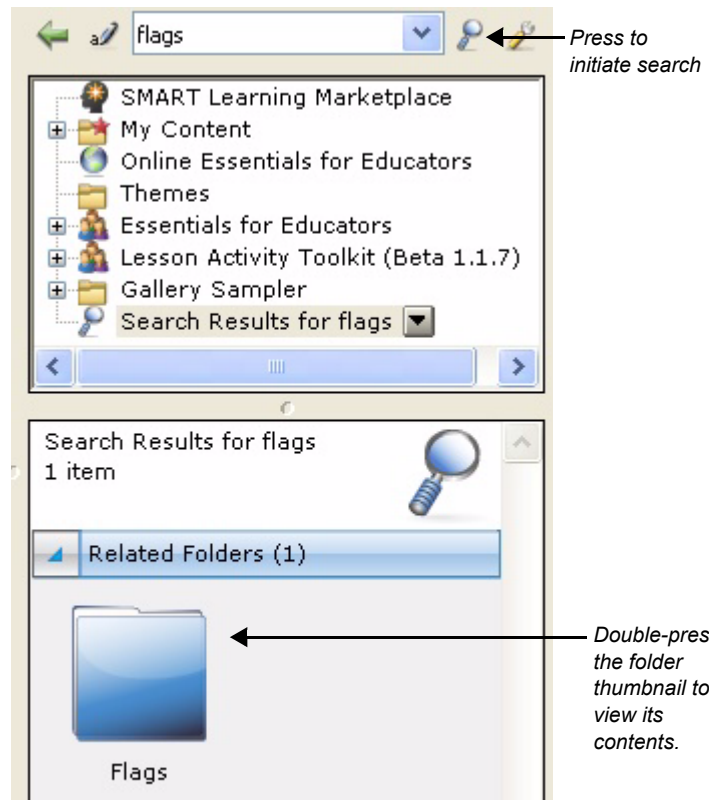 flags
Press to
initiate search
SMART Learning Marketplace
My Content
Online Essentials for Educators
Themes
Essentials for Educators
Lesson Activity Toolkit (Beta 1.1.7)
Gallery Sampler
Search Results for flags
Search Results for flags
1 item
Related Folders (1)
Double-pres
the folder
thumbnail to
view its
contents.
Flags